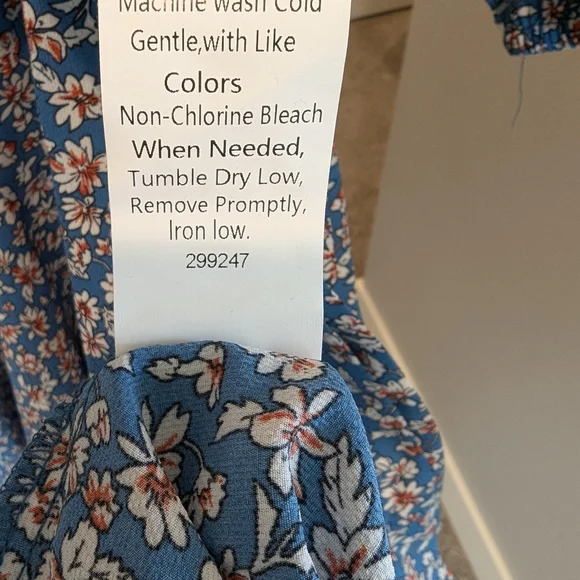 Machine wash Cold
Gentle,with Like
Colors
Non-Chlorine Bleach
When Needed,
Tumble Dry Low,
Remove Promptly,
Iron low.
299247